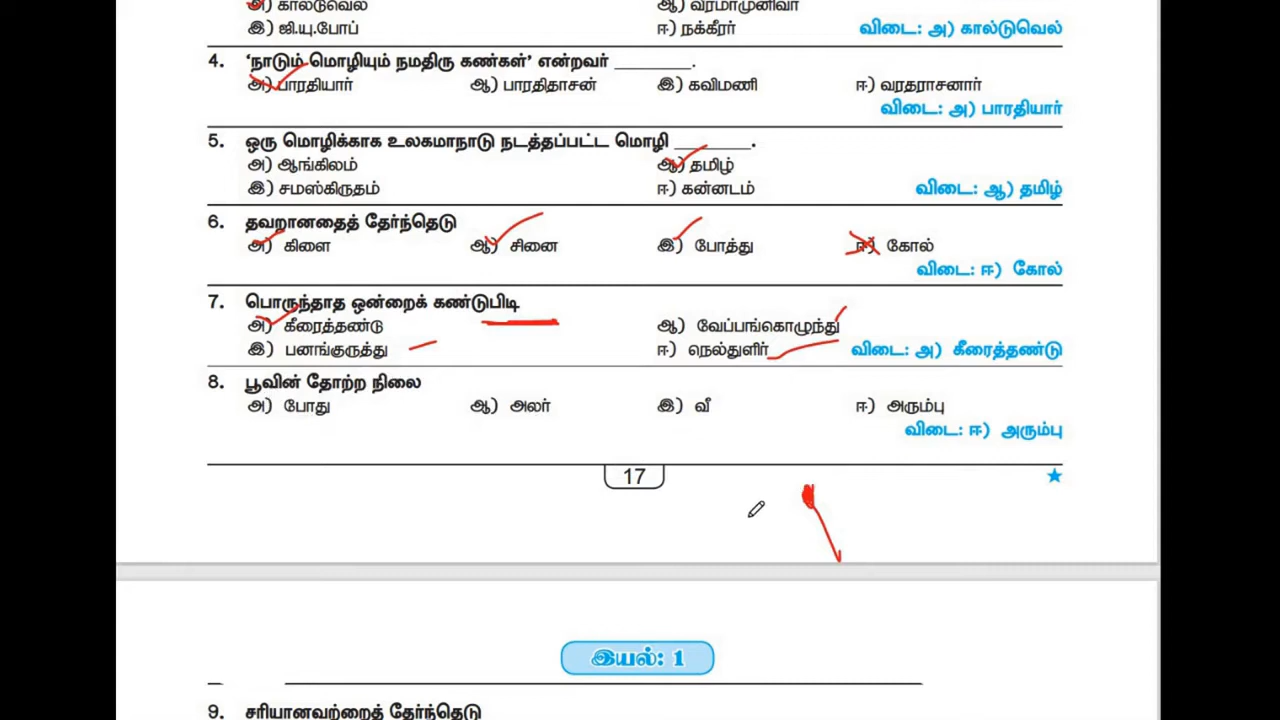 அ) கால்டுவெல் ஆ) வீரமாமுனிவர்
இ) ஜி.யு.போப் ஈ) நக்கீரர் விடை: அ) கால்டுவெல்
4. ‘நாடும் மொழியும் நமதிரு கண்கள்’ என்றவர் ________.
அ) பாரதியார் ஆ) பாரதிதாசன் இ) கவிமணி ஈ) வரதராசனார்
விடை: அ) பாரதியார்
5. ஒரு மொழிக்காக உலகமாநாடு நடத்தப்பட்ட மொழி ________.
அ) ஆங்கிலம் ஆ) தமிழ்
இ) சமஸ்கிருதம் ஈ) கன்னடம் விடை: ஆ) தமிழ்
6. தவறானதைத் தேர்ந்தெடு
அ) கிளை ஆ) சினை இ) போத்து ஈ) கோல்
விடை: ஈ) கோல்
7. பொருந்தாத ஒன்றைக் கண்டுபிடி
அ) கீரைத்தண்டு ஆ) வேப்பங்கொழுந்து
இ) பனங்குருத்து ஈ) நெல்துளிர் விடை: அ) கீரைத்தண்டு
8. பூவின் தோற்ற நிலை
அ) போது ஆ) அலர் இ) வீ ஈ) அரும்பு
விடை: ஈ) அரும்பு
17
இயல்: 1
9. சரியானவற்றைத் தேர்ந்தெடு